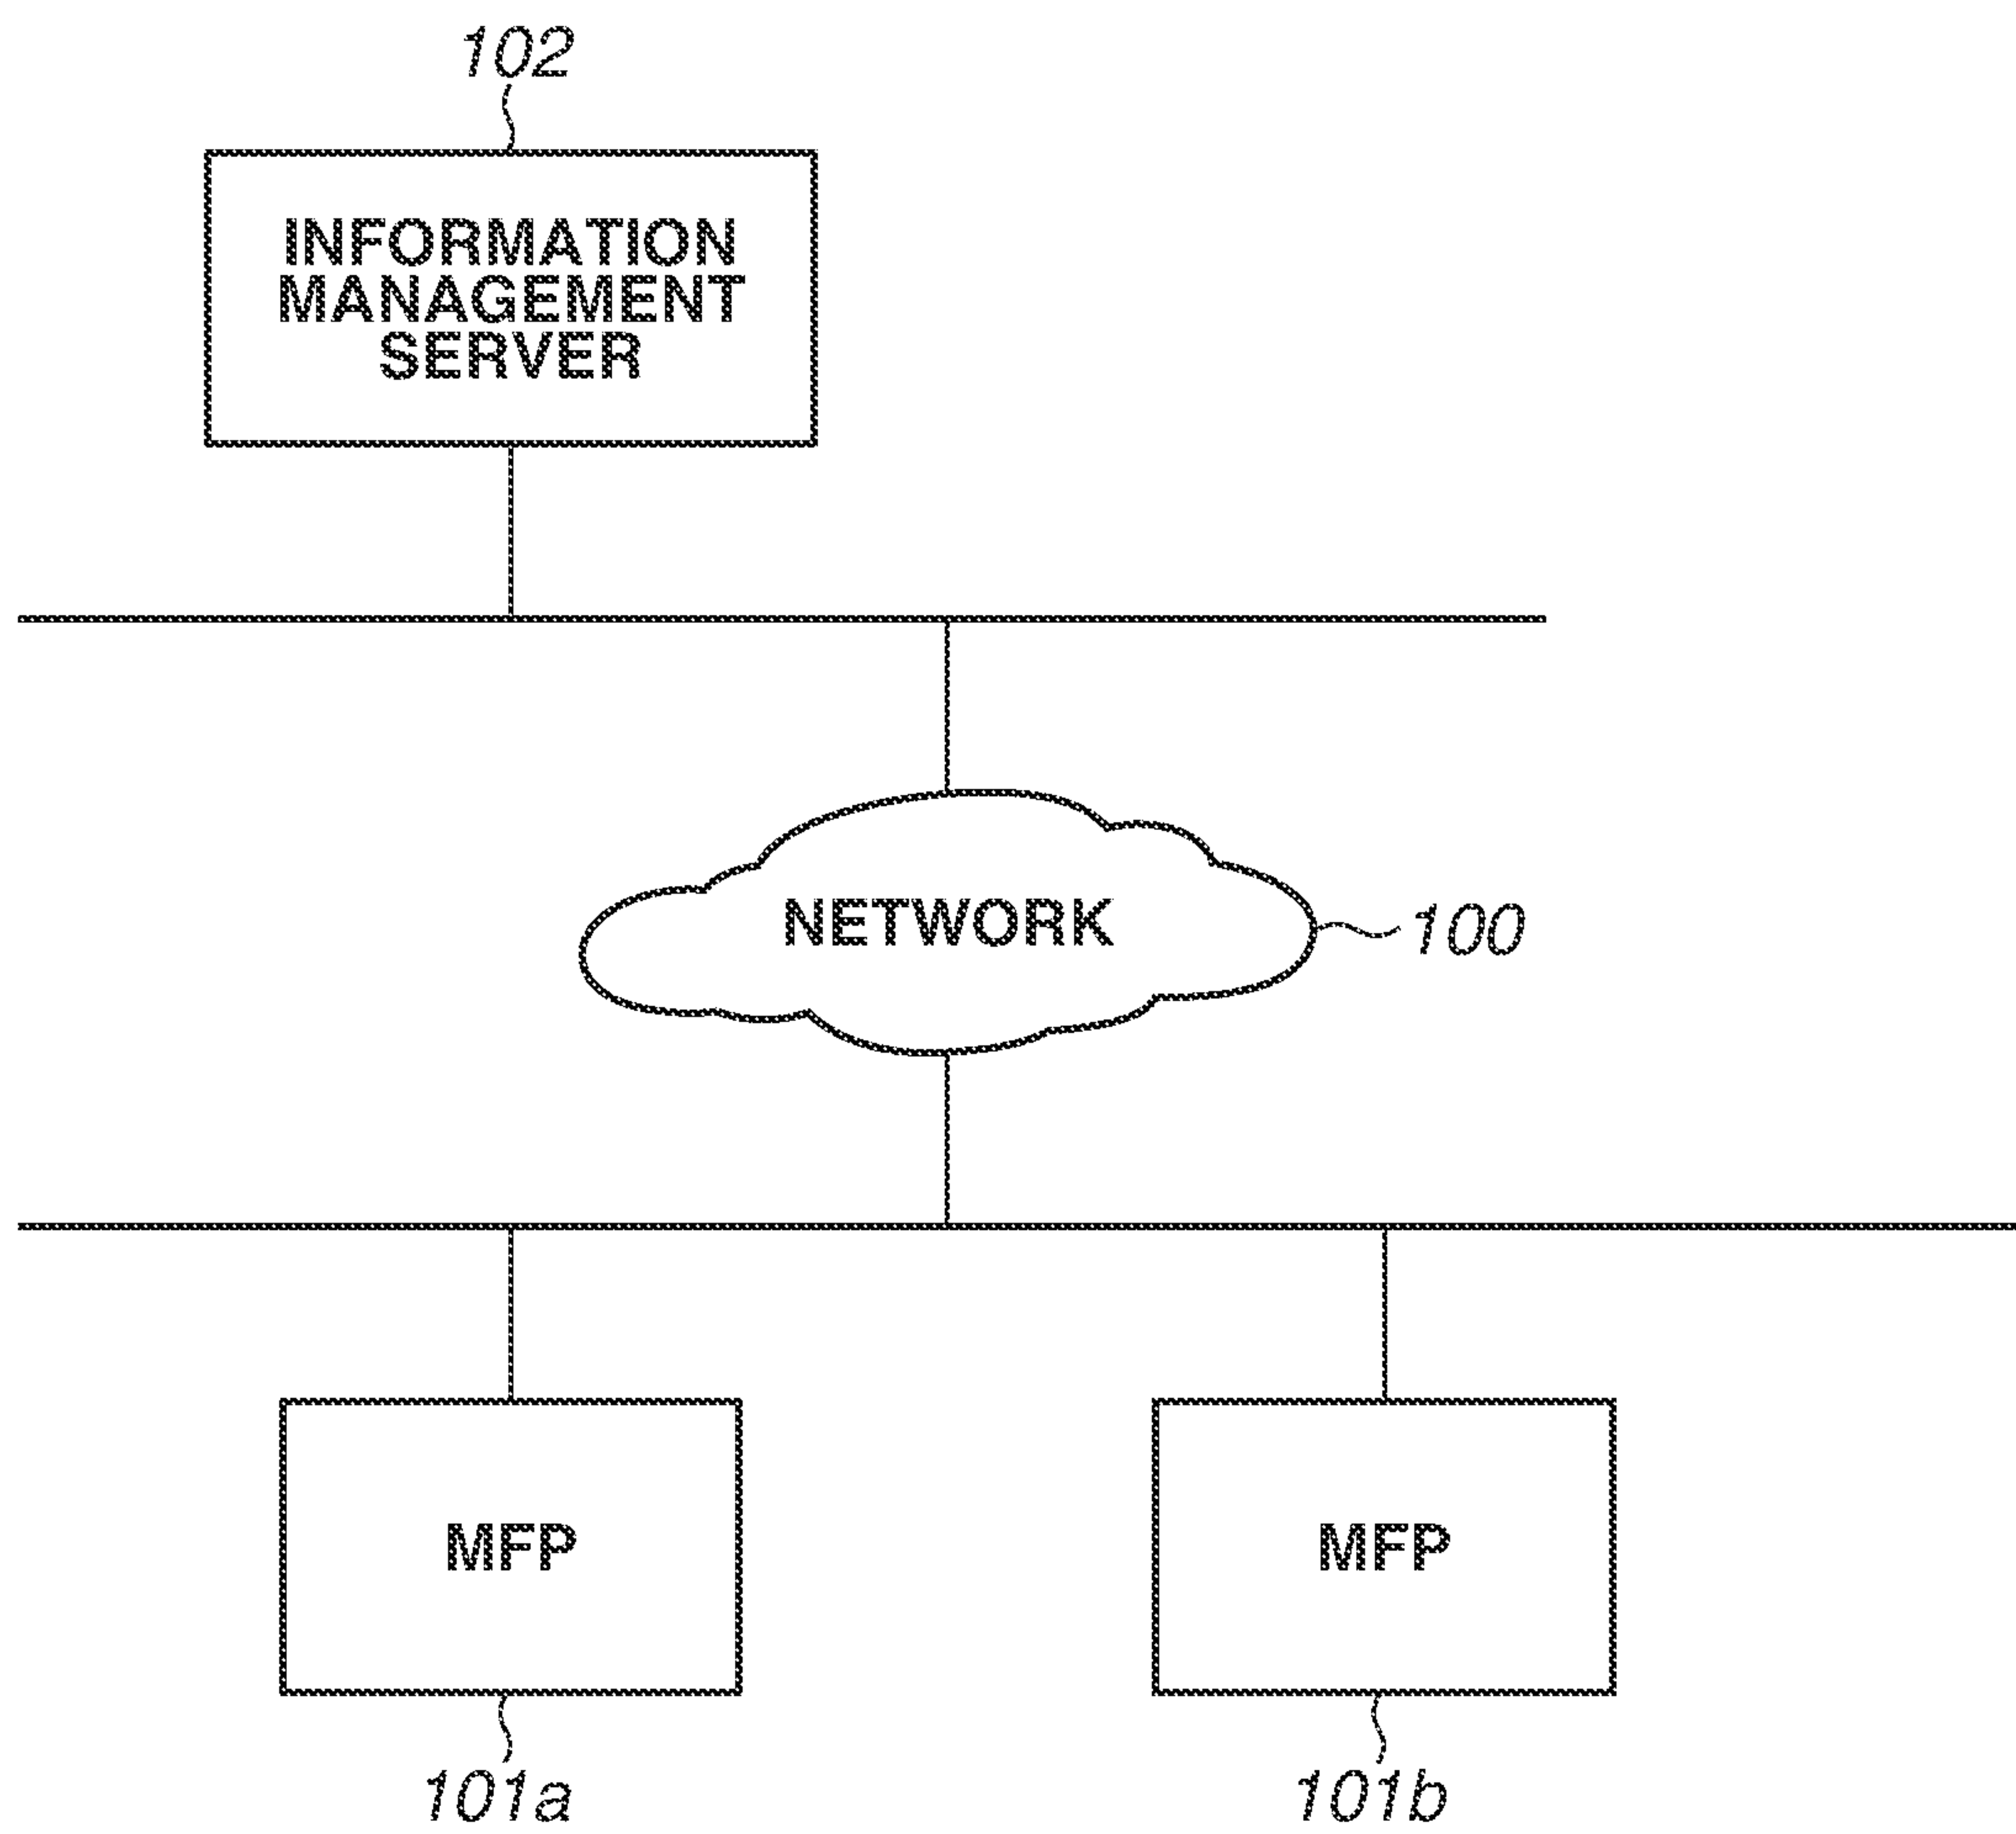 102
INFORMATION
MANAGEMENT
SERVER
NETWORK
100
MFP
MFP
101a
101b